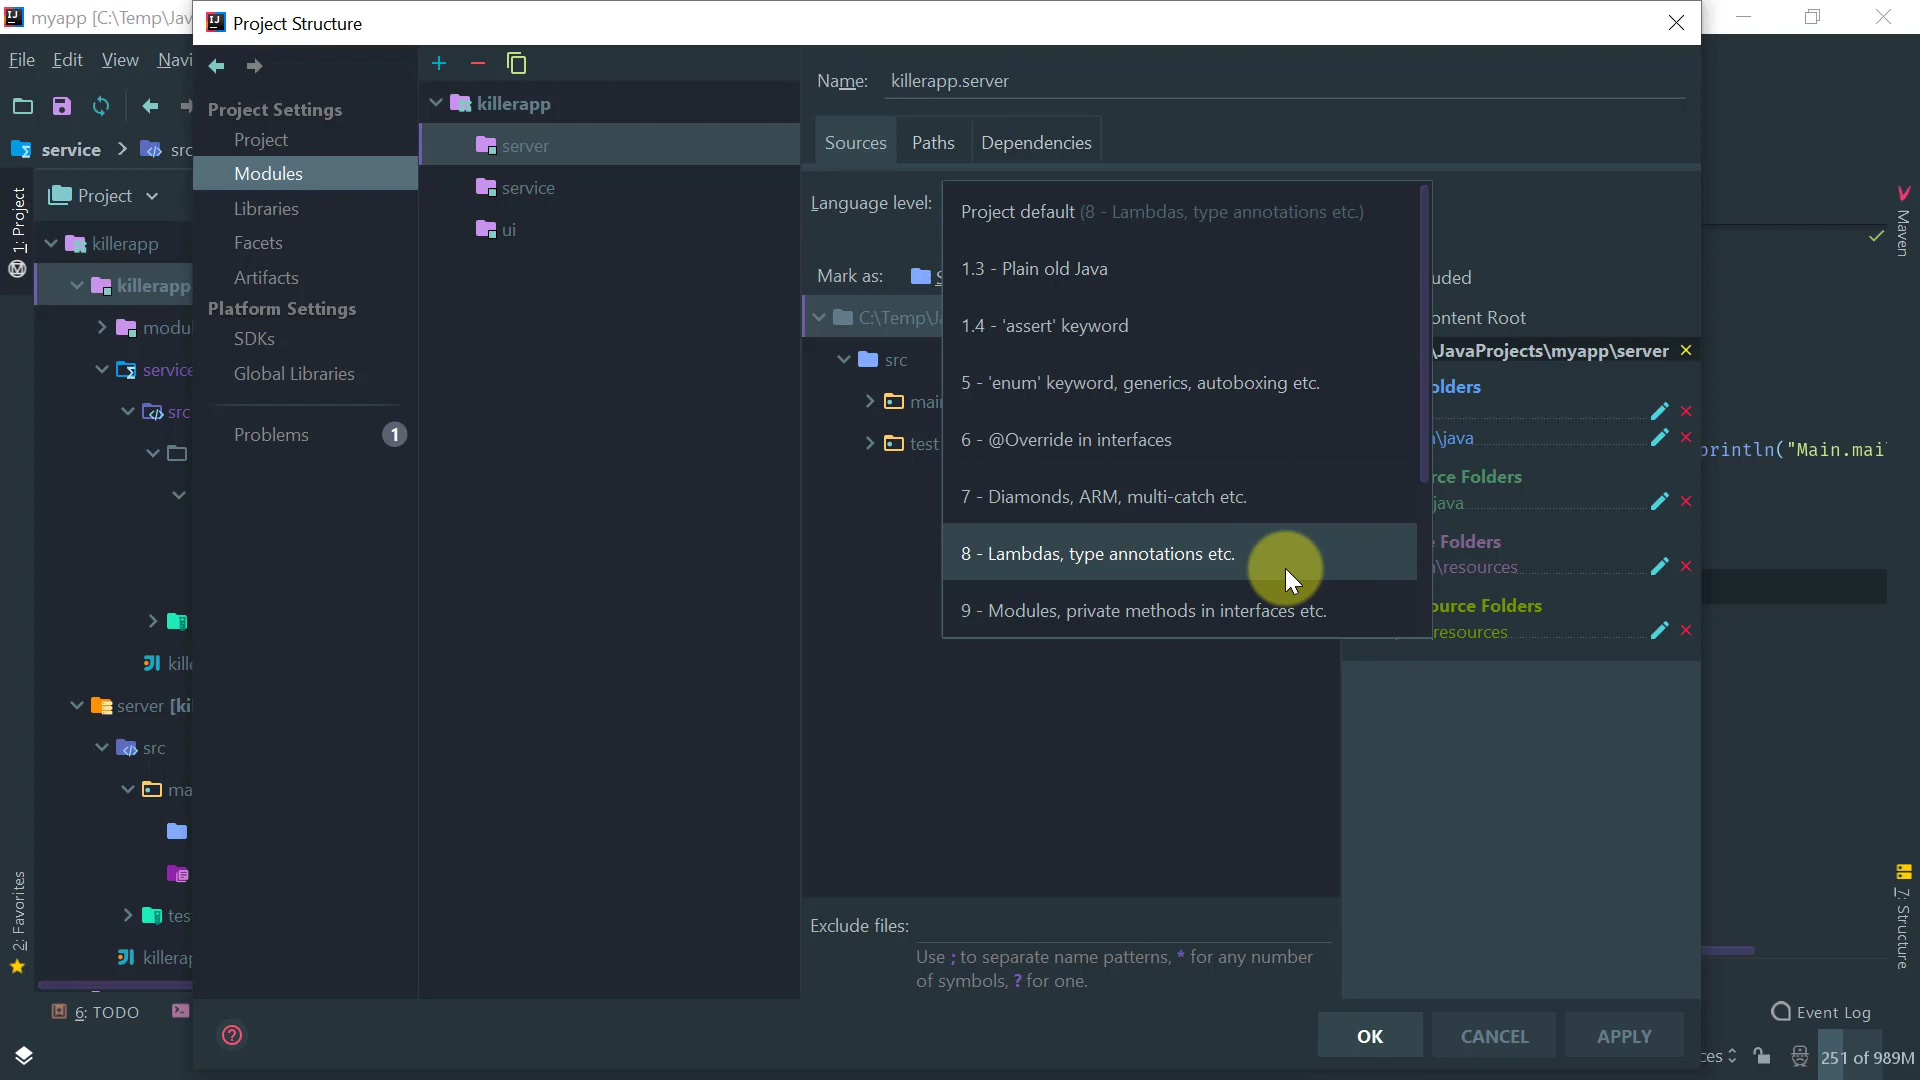 myapp [C:\Temp\Jav
Project Structure
File Edit View Navi
service > src
Project
1: Project
killerapp
killerapp
modul
service
src
kille
server [ki
src
ma
tes
killerap
2: Favorites
6: TODO
Project Settings
Project
Modules
Libraries
Facets
Artifacts
Platform Settings
SDKs
Global Libraries
Problems 1
killerapp
server
service
ui
Name: killerapp.server
Sources Paths Dependencies
Language level:
Project default (8 - Lambdas, type annotations etc.)
1.3 - Plain old Java
1.4 - 'assert' keyword
5 - 'enum' keyword, generics, autoboxing etc.
6 - @Override in interfaces
7 - Diamonds, ARM, multi-catch etc.
8 - Lambdas, type annotations etc.
9 - Modules, private methods in interfaces etc.
Mark as: S
C:\Temp\J
src
mai
test
uded
ontent Root
\JavaProjects\myapp\server
olders
\java
rce Folders
java
e Folders
\resources
ource Folders
resources
Exclude files:
Use ; to separate name patterns, * for any number
of symbols, ? for one.
OK CANCEL APPLY
Maven
println("Main.mai
7: Structure
Event Log
ces
251 of 989M